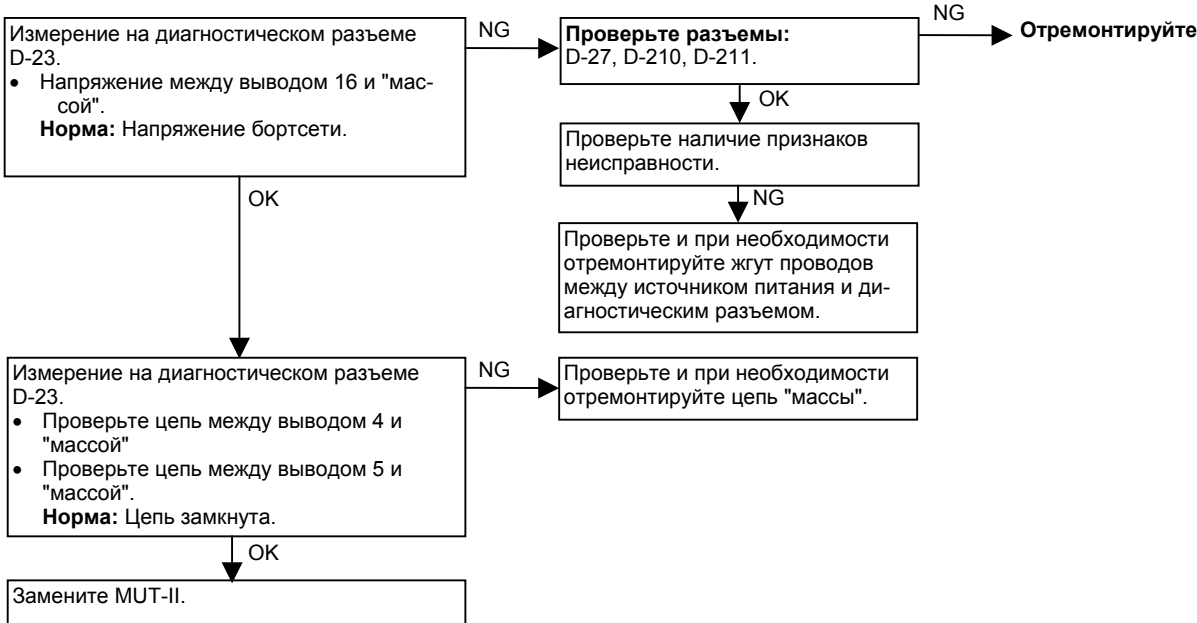 Измерение на диагностическом разъеме
D-23.
• Напряжение между выводом 16 и "мас-
сой".
Норма: Напряжение бортсети.
NG
Проверьте разъемы:
D-27, D-210, D-211.
NG
Отремонтируйте
OK
Проверьте наличие признаков
неисправности.
NG
Проверьте и при необходимости
отремонтируйте жгут проводов
между источником питания и ди-
агностическим разъемом.
OK
Измерение на диагностическом разъеме
D-23.
• Проверьте цепь между выводом 4 и
"массой"
• Проверьте цепь между выводом 5 и
"массой".
Норма: Цепь замкнута.
NG
Проверьте и при необходимости
отремонтируйте цепь "массы".
OK
Замените MUT-II.